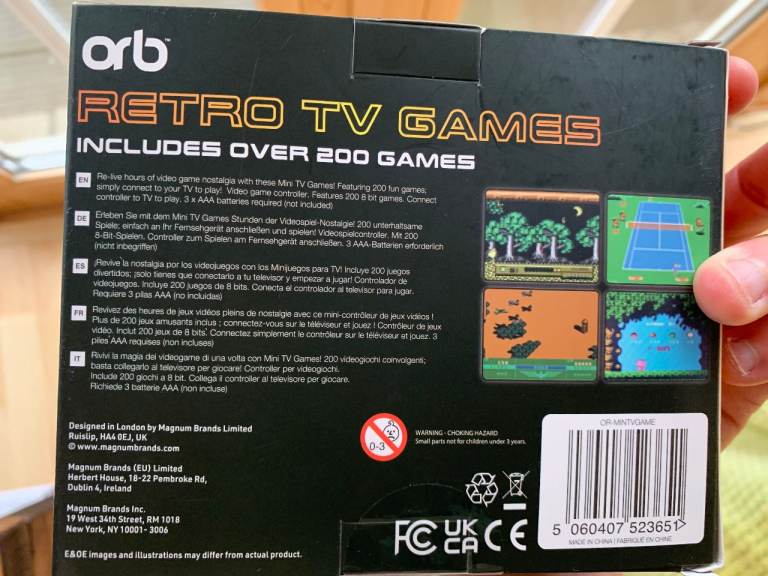 orb™
RETRO TV GAMES
INCLUDES OVER 200 GAMES
EN
Re-live hours of video game nostalgia with these Mini TV Games! Featuring 200 fun games;
simply connect to your TV to play! Video game controller. Features 200 8 bit games. Connect
controller to TV to play. 3 x AAA batteries required (not included)
DE
Erleben Sie mit dem Mini TV Games Stunden der Videospiel-Nostalgie! 200 unterhaltsame
Spiele; einfach an Ihr Fernsehgerät anschließen und spielen! Videospielcontroller. Mit 200
8-Bit-Spielen. Controller zum Spielen am Fernsehgerät anschließen. 3 AAA-Batterien erforderlich
(nicht inbegriffen)
ES
¡Revive la nostalgia por los videojuegos con los Minijuegos para TV! Incluye 200 juegos
divertidos; ¡solo tienes que conectarlo a tu televisor y empezar a jugar! Controlador de
videojuegos. Incluye 200 juegos de 8 bits. Conecta el controlador al televisor para jugar.
Requiere 3 pilas AAA (no incluidas)
FR
Revivez des heures de jeux vidéos pleins de nostalgie avec ce mini-contrôleur de jeux vidéos !
Plus de 200 jeux amusants inclus ; connectez-vous sur le téléviseur et jouez ! Contrôleur de jeux
vidéo. Inclut 200 jeux de 8 bits. Connectez simplement le contrôleur sur le téléviseur et jouez. 3
piles AAA requises (non incluses)
IT
Rivivi la magia dei videogame di una volta con Mini TV Games! 200 videogiochi coinvolgenti;
basta collegarlo al televisore per giocare! Controller per videogiochi.
Include 200 giochi a 8 bit. Collega il controller al televisore per giocare.
Richiede 3 batterie AAA (non incluse)
Designed in London by Magnum Brands Limited
Ruislip, HA4 0EJ, UK
© www.magnumbrands.com
Magnum Brands (EU) Limited
Herbert House, 18-22 Pembroke Rd,
Dublin 4, Ireland
Magnum Brands Inc.
19 West 34th Street, RM 1018
New York, NY 10001- 3006
E&OE images and illustrations may differ from actual product.
0-3
WARNING - CHOKING HAZARD
Small parts not for children under 3 years.
FC UK CA CE
OR-MINTVGAME
5 060407 523651>
MADE IN CHINA | FABRIQUÉ EN CHINE